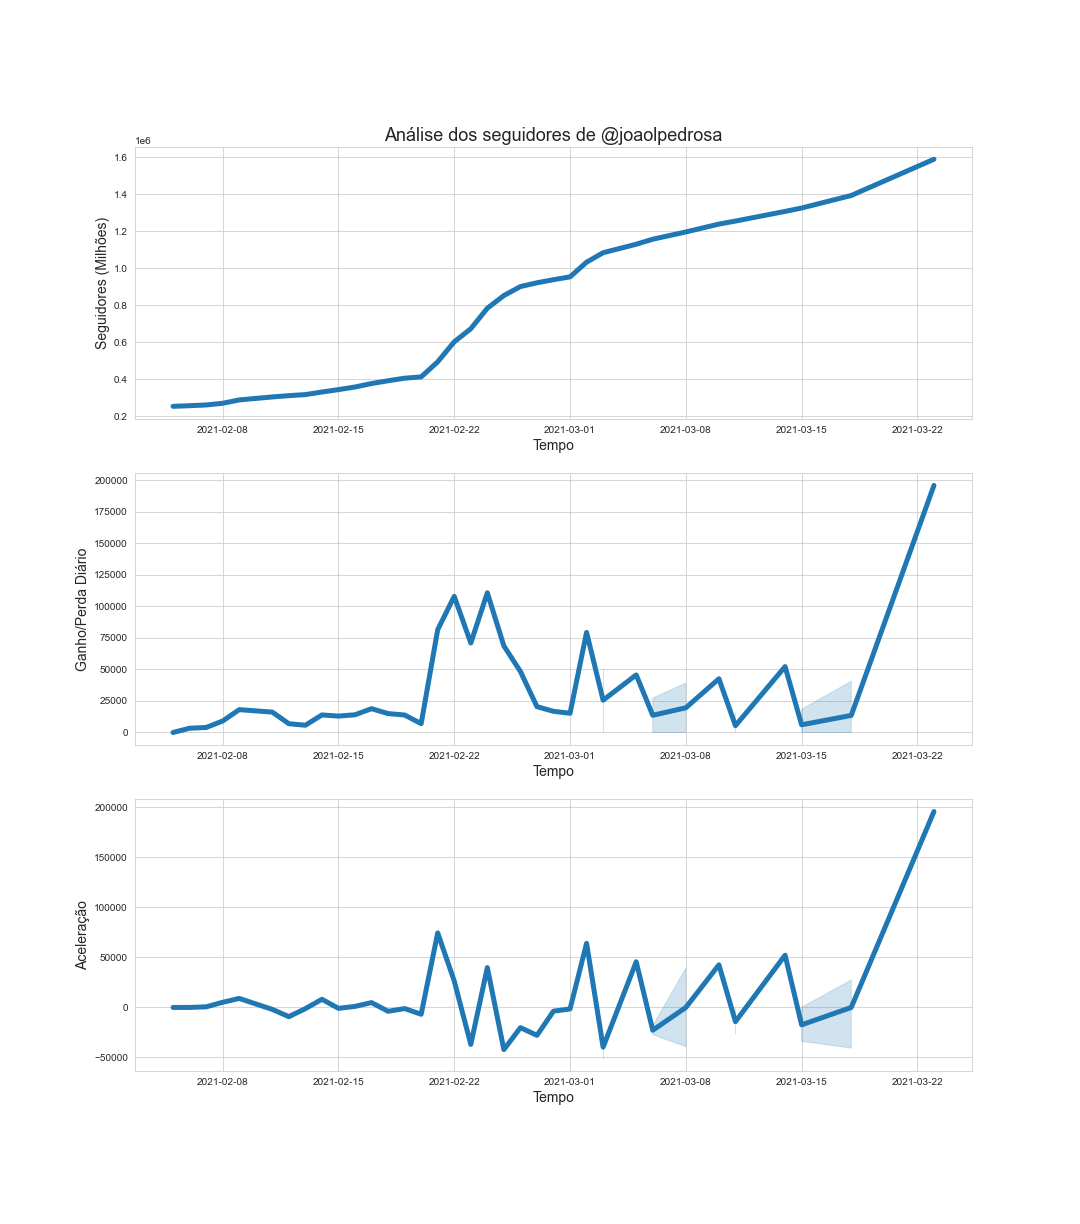 Análise dos seguidores de @joaolpedrosa
1e6
1.6
1.4
1.2
1.0
0.8
0.6
0.4
0.2
Seguidores (Milhões)
2021-02-08 2021-02-15 2021-02-22 2021-03-01 2021-03-08 2021-03-15 2021-03-22
Tempo
200000
175000
150000
125000
100000
75000
50000
25000
0
Ganho/Perda Diário
2021-02-08 2021-02-15 2021-02-22 2021-03-01 2021-03-08 2021-03-15 2021-03-22
Tempo
200000
150000
100000
50000
0
−50000
Aceleração
2021-02-08 2021-02-15 2021-02-22 2021-03-01 2021-03-08 2021-03-15 2021-03-22
Tempo